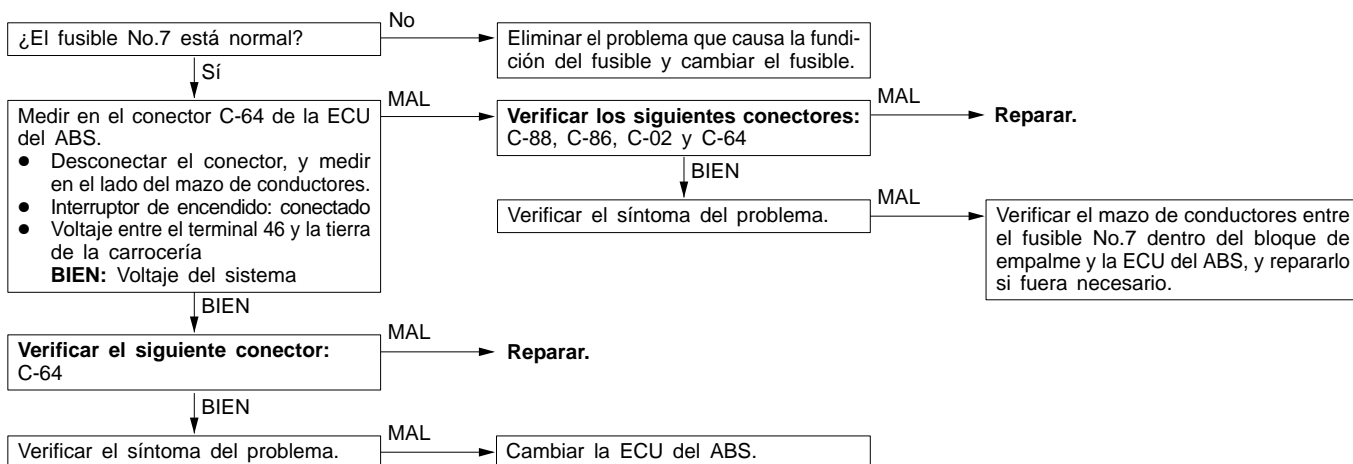 ¿El fusible No.7 está normal?
No
Eliminar el problema que causa la fundi-
ción del fusible y cambiar el fusible.
Sí
Medir en el conector C-64 de la ECU
del ABS.
● Desconectar el conector, y medir
en el lado del mazo de conductores.
● Interruptor de encendido: conectado
● Voltaje entre el terminal 46 y la tierra
de la carrocería
BIEN: Voltaje del sistema
MAL
Verificar los siguientes conectores:
C-88, C-86, C-02 y C-64
MAL
Reparar.
BIEN
Verificar el síntoma del problema.
MAL
Verificar el mazo de conductores entre
el fusible No.7 dentro del bloque de
empalme y la ECU del ABS, y repararlo
si fuera necesario.
BIEN
Verificar el siguiente conector:
C-64
MAL
Reparar.
BIEN
Verificar el síntoma del problema.
MAL
Cambiar la ECU del ABS.